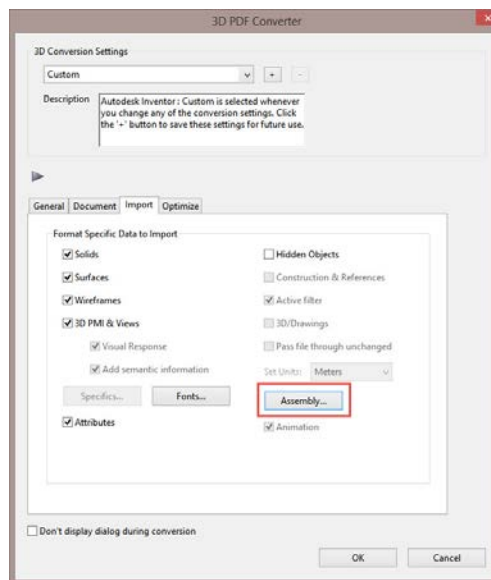 3D PDF Converter
3D Conversion Settings
Custom
+
-
Description
Autodesk Inventor : Custom is selected whenever
you change any of the conversion settings. Click
the '+' button to save these settings for future use.
General Document Import Optimize
Format Specific Data to Import
Solids
Hidden Objects
Surfaces
Construction & References
Wireframes
Active filter
3D PMI & Views
3D/Drawings
Visual Response
Pass file through unchanged
Add semantic information
Set Units: Meters
Specifics... Fonts...
Assembly...
Attributes
Animation
Don't display dialog during conversion
OK Cancel